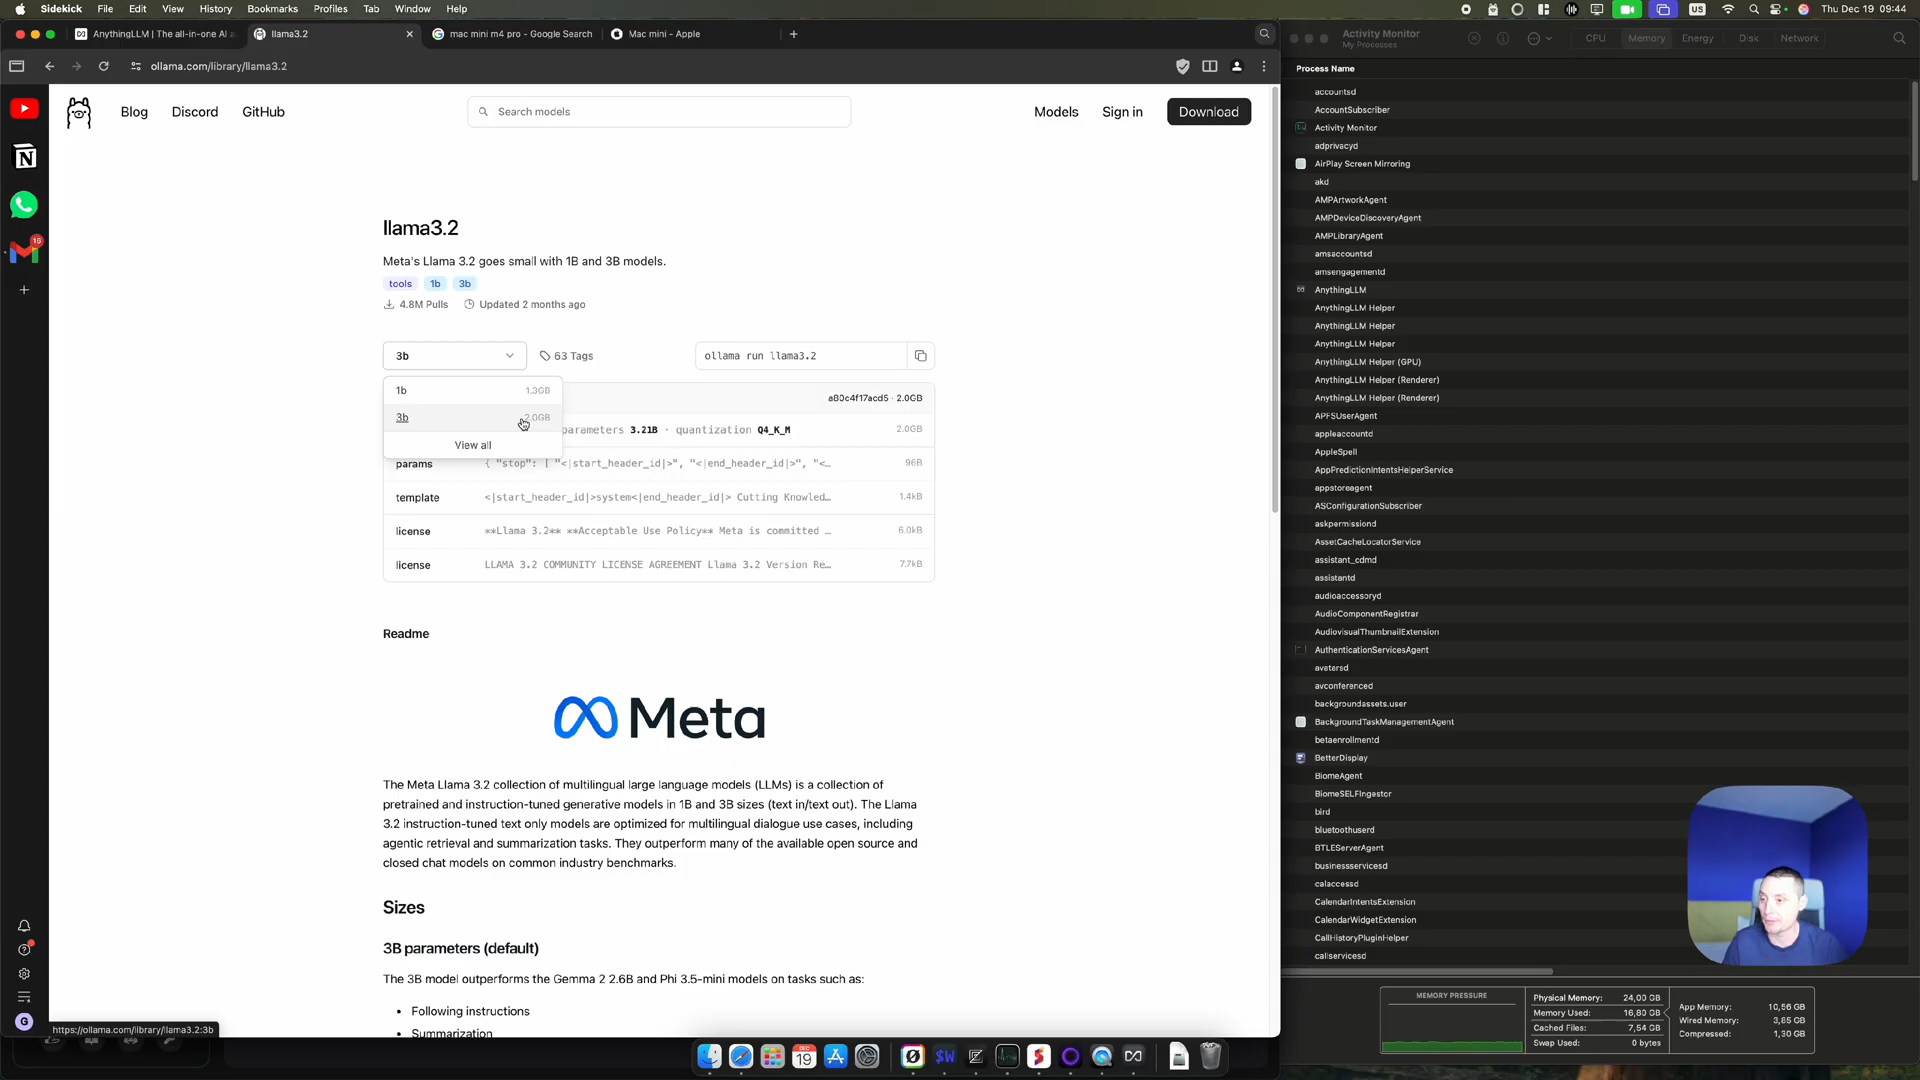 Sidekick File Edit View History Bookmarks Profiles Tab Window Help
US Thu Dec 19 09:44
AnythingLLM | The all-in-one AI a
llama3.2
mac mini m4 pro - Google Search
Mac mini - Apple
ollama.com/library/llama3.2
18
Blog Discord GitHub
Search models
Models Sign in Download
llama3.2
Meta's Llama 3.2 goes small with 1B and 3B models.
tools 1b 3b
4.8M Pulls Updated 2 months ago
3b 63 Tags ollama run llama3.2
1b 1.3GB
3b 2.0GB
View all
a80c4f17acd5 · 2.0GB
parameters 3.21B · quantization Q4_K_M 2.0GB
params { "stop": [ "<|start_header_id|>", "<|end_header_id|>", "<… 96B
template <|start_header_id|>system<|end_header_id|> Cutting Knowled… 1.4kB
license **Llama 3.2** **Acceptable Use Policy** Meta is committed … 6.0kB
license LLAMA 3.2 COMMUNITY LICENSE AGREEMENT Llama 3.2 Version Re… 7.7kB
Readme
Meta
The Meta Llama 3.2 collection of multilingual large language models (LLMs) is a collection of
pretrained and instruction-tuned generative models in 1B and 3B sizes (text in/text out). The Llama
3.2 instruction-tuned text only models are optimized for multilingual dialogue use cases, including
agentic retrieval and summarization tasks. They outperform many of the available open source and
closed chat models on common industry benchmarks.
Sizes
3B parameters (default)
The 3B model outperforms the Gemma 2 2.6B and Phi 3.5-mini models on tasks such as:
• Following instructions
• Summarization
G
https://ollama.com/library/llama3.2:3b
DEC
19
Activity Monitor
My Processes
CPU Memory Energy Disk Network
Process Name
accountsd
AccountSubscriber
Activity Monitor
adprivacyd
AirPlay Screen Mirroring
akd
AMPArtworkAgent
AMPDeviceDiscoveryAgent
AMPLibraryAgent
amsaccountsd
amsengagementd
AnythingLLM
AnythingLLM Helper
AnythingLLM Helper
AnythingLLM Helper
AnythingLLM Helper (GPU)
AnythingLLM Helper (Renderer)
AnythingLLM Helper (Renderer)
APFSUserAgent
appleaccountd
AppleSpell
AppPredictionIntentsHelperService
appstoreagent
ASConfigurationSubscriber
askpermissiond
AssetCacheLocatorService
assistant_cdmd
assistantd
audioaccessoryd
AudioComponentRegistrar
AudiovisualThumbnailExtension
AuthenticationServicesAgent
avatarsd
avconferenced
backgroundassets.user
BackgroundTaskManagementAgent
betaenrollmentd
BetterDisplay
BiomeAgent
BiomeSELFIngestor
bird
bluetoothuserd
BTLEServerAgent
businessservicesd
calaccessd
CalendarIntentsExtension
CalendarWidgetExtension
CallHistoryPluginHelper
callservicesd
MEMORY PRESSURE
Physical Memory: 24,00 GB
Memory Used: 16,80 GB
Cached Files: 7,54 GB
Swap Used: 0 bytes
App Memory: 10,56 GB
Wired Memory: 3,85 GB
Compressed: 1,30 GB